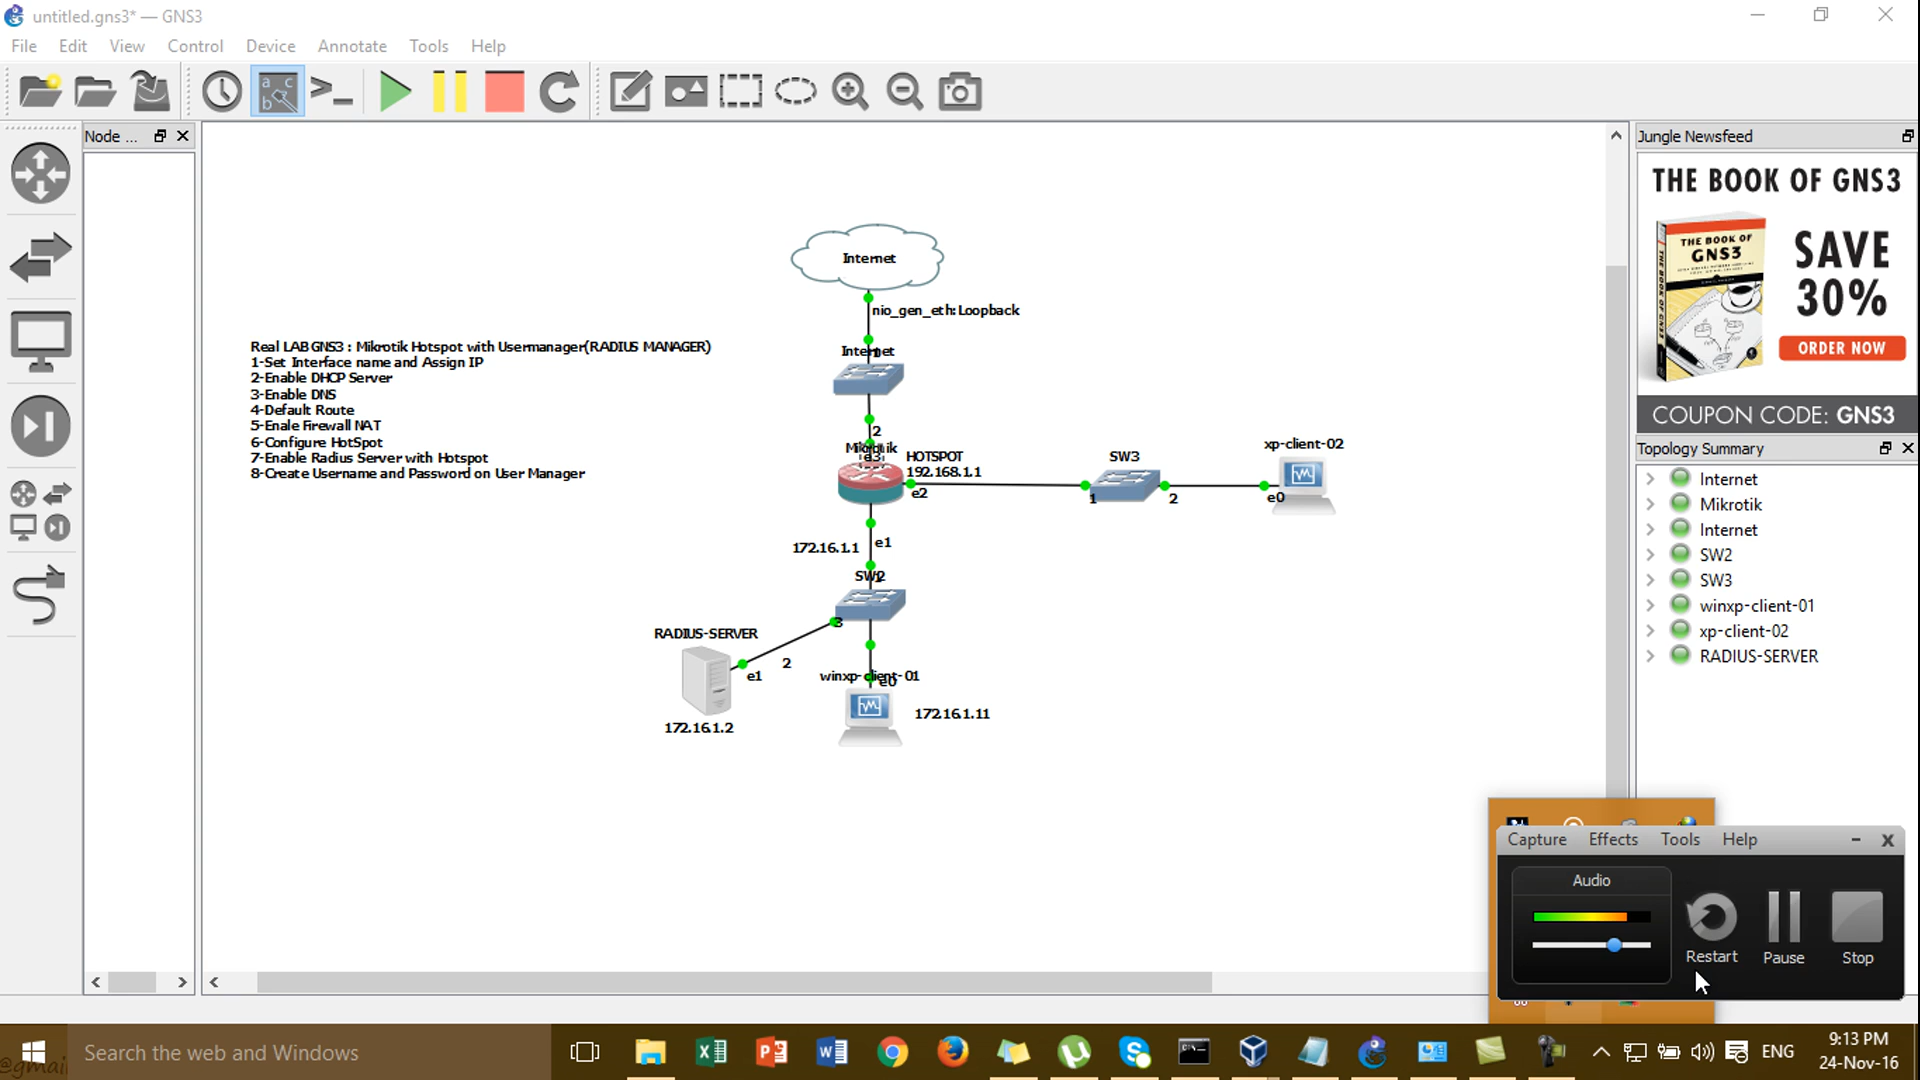 untitled.gns3* — GNS3
File Edit View Control Device Annotate Tools Help
Node ...
Jungle Newsfeed
THE BOOK OF GNS3
THE BOOK OF
GNS3
SAVE
30%
ORDER NOW
COUPON CODE: GNS3
Topology Summary
Internet
Mikrotik
Internet
SW2
SW3
winxp-client-01
xp-client-02
RADIUS-SERVER
Real LAB GNS3 : Mikrotik Hotspot with Usermanager(RADIUS MANAGER)
1-Set Interface name and Assign IP
2-Enable DHCP Server
3-Enable DNS
4-Default Route
5-Enale Firewall NAT
6-Configure HotSpot
7-Enable Radius Server with Hotspot
8-Create Username and Password on User Manager
Internet
nio_gen_eth:Loopback
Internet
1
2
Mikrotik
e3
HOTSPOT
192.168.1.1
e2
SW3
1
2
xp-client-02
e0
172.16.1.1
e1
SW2
1
3
RADIUS-SERVER
2
e1
172.16.1.2
winxp-client-01
e0
172.16.1.11
Capture Effects Tools Help
Audio
Restart
Pause
Stop
@gmail
Search the web and Windows
ENG
9:13 PM
24-Nov-16